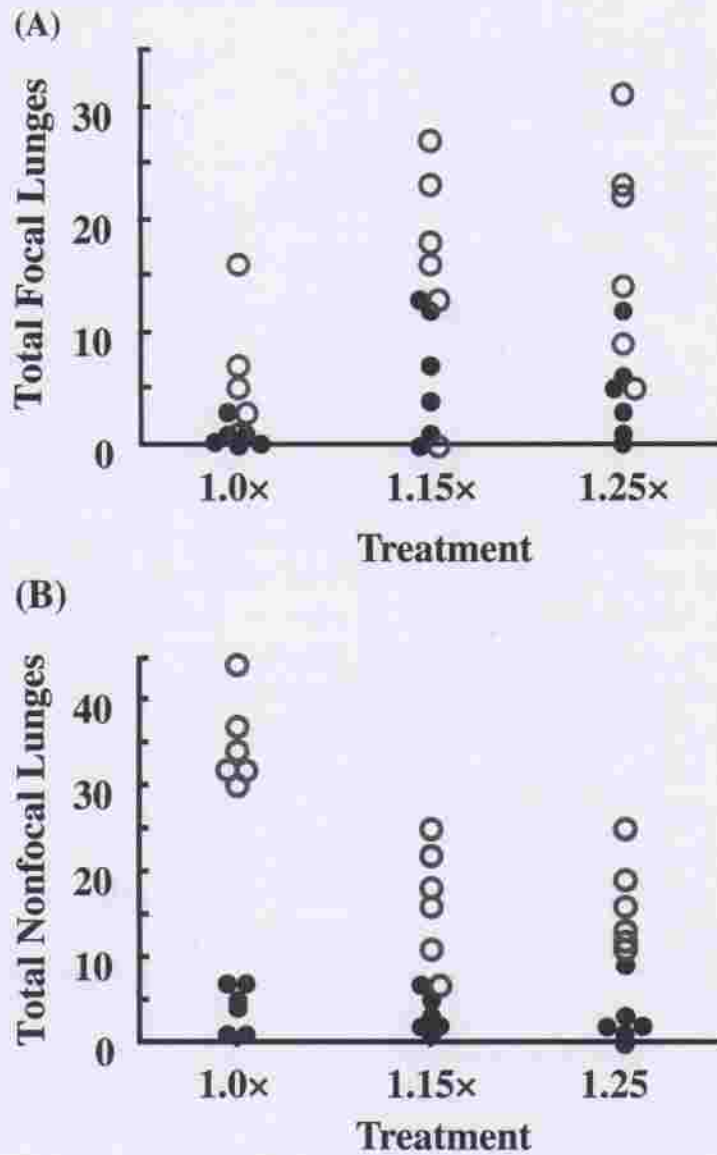 (A)
Total Focal Lunges
30
20
10
0
1.0× 1.15× 1.25×
Treatment
(B)
Total Nonfocal Lunges
40
30
20
10
0
1.0× 1.15× 1.25
Treatment